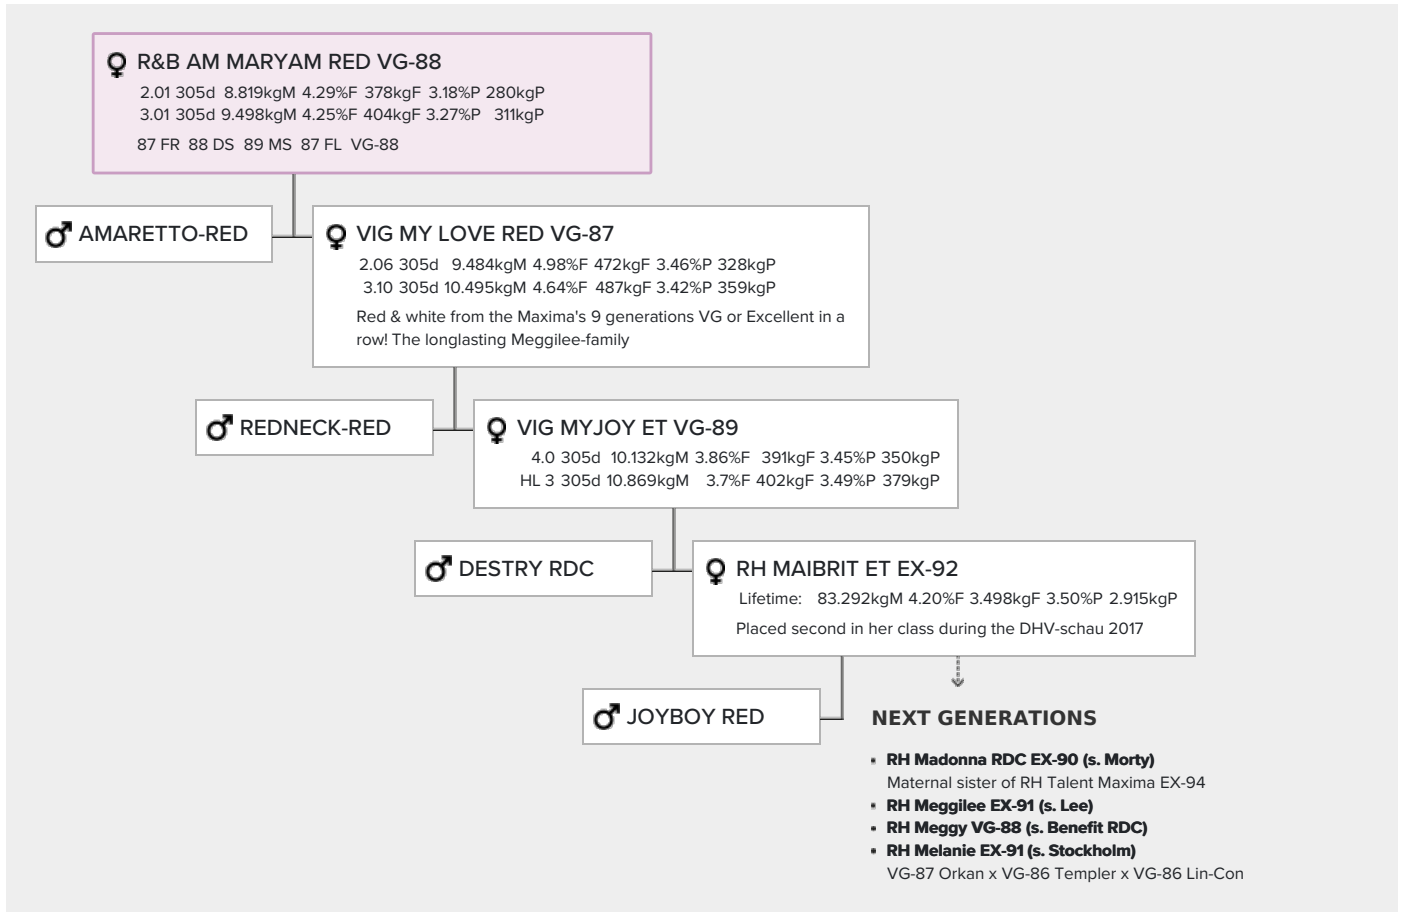 R&B AM MARYAM RED VG-88
2.01 305d 8.819kgM 4.29%F 378kgF 3.18%P 280kgP
3.01 305d 9.498kgM 4.25%F 404kgF 3.27%P 311kgP
87 FR 88 DS 89 MS 87 FL VG-88
AMARETTO-RED
VIG MY LOVE RED VG-87
2.06 305d 9.484kgM 4.98%F 472kgF 3.46%P 328kgP
3.10 305d 10.495kgM 4.64%F 487kgF 3.42%P 359kgP
Red & white from the Maxima's 9 generations VG or Excellent in a
row! The longlasting Meggilee-family
REDNECK-RED
VIG MYJOY ET VG-89
4.0 305d 10.132kgM 3.86%F 391kgF 3.45%P 350kgP
HL 3 305d 10.869kgM 3.7%F 402kgF 3.49%P 379kgP
DESTRY RDC
RH MAIBRIT ET EX-92
Lifetime: 83.292kgM 4.20%F 3.498kgF 3.50%P 2.915kgP
Placed second in her class during the DHV-schau 2017
JOYBOY RED
NEXT GENERATIONS
RH Madonna RDC EX-90 (s. Morty)
Maternal sister of RH Talent Maxima EX-94
RH Meggilee EX-91 (s. Lee)
RH Meggy VG-88 (s. Benefit RDC)
RH Melanie EX-91 (s. Stockholm)
VG-87 Orkan x VG-86 Templer x VG-86 Lin-Con